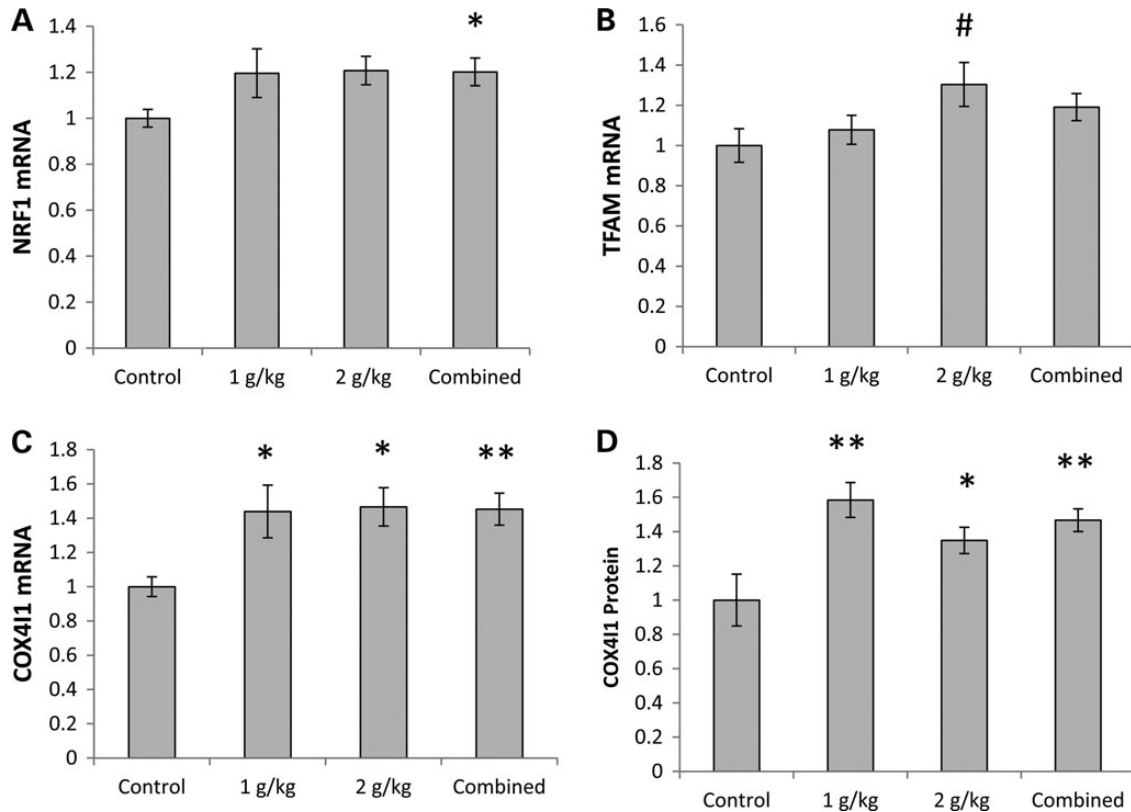 A
NRF1 mRNA
1.4
1.2
1
0.8
0.6
0.4
0.2
0
*
Control 1 g/kg 2 g/kg Combined
B
TFAM mRNA
1.6
1.4
1.2
1
0.8
0.6
0.4
0.2
0
#
Control 1 g/kg 2 g/kg Combined
C
COX4I1 mRNA
1.8
1.6
1.4
1.2
1
0.8
0.6
0.4
0.2
0
* * **
Control 1 g/kg 2 g/kg Combined
D
COX4I1 Protein
1.8
1.6
1.4
1.2
1
0.8
0.6
0.4
0.2
0
** * **
Control 1 g/kg 2 g/kg Combined